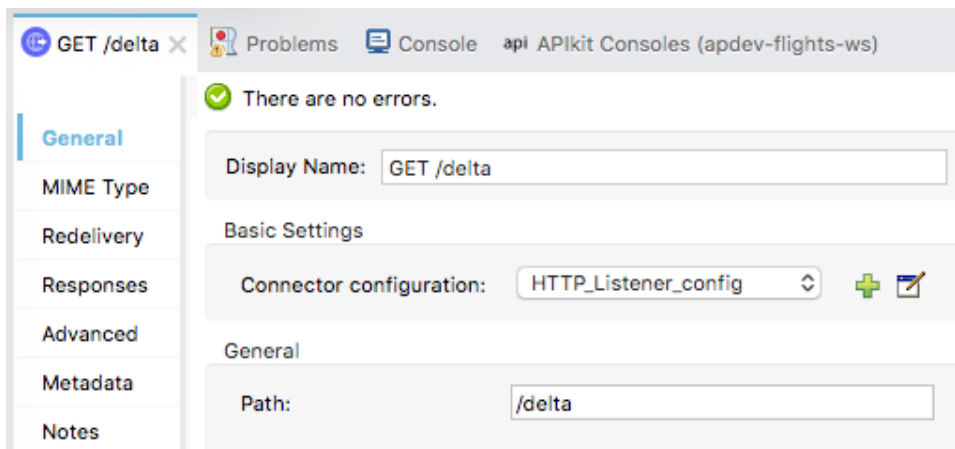 GET /delta Problems Console api APIkit Consoles (apdev-flights-ws)
There are no errors.
General
MIME Type
Redelivery
Responses
Advanced
Metadata
Notes
Display Name: GET /delta
Basic Settings
Connector configuration: HTTP_Listener_config
General
Path: /delta